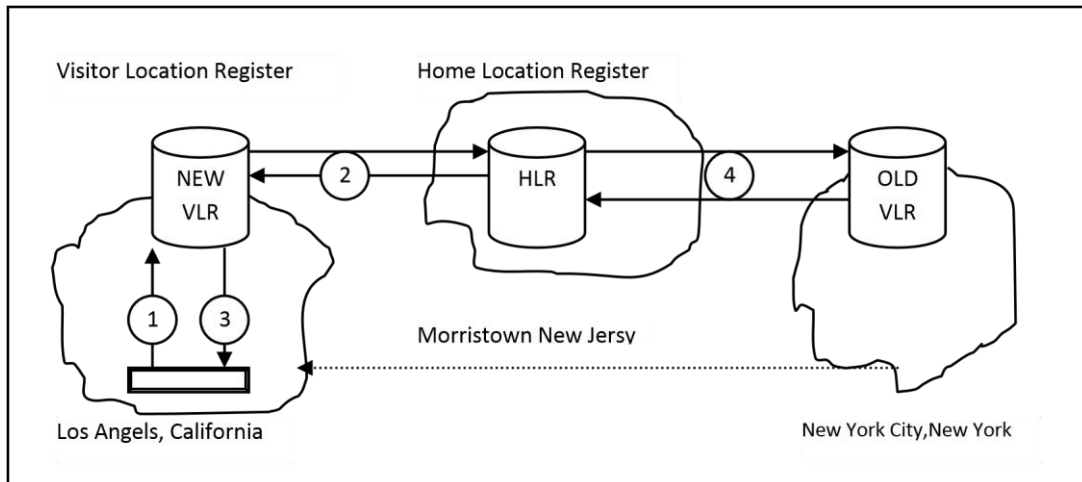 Visitor Location Register
Home Location Register
NEW
VLR
2
HLR
4
OLD
VLR
1
3
Morristown New Jersy
Los Angels, California
New York City,New York